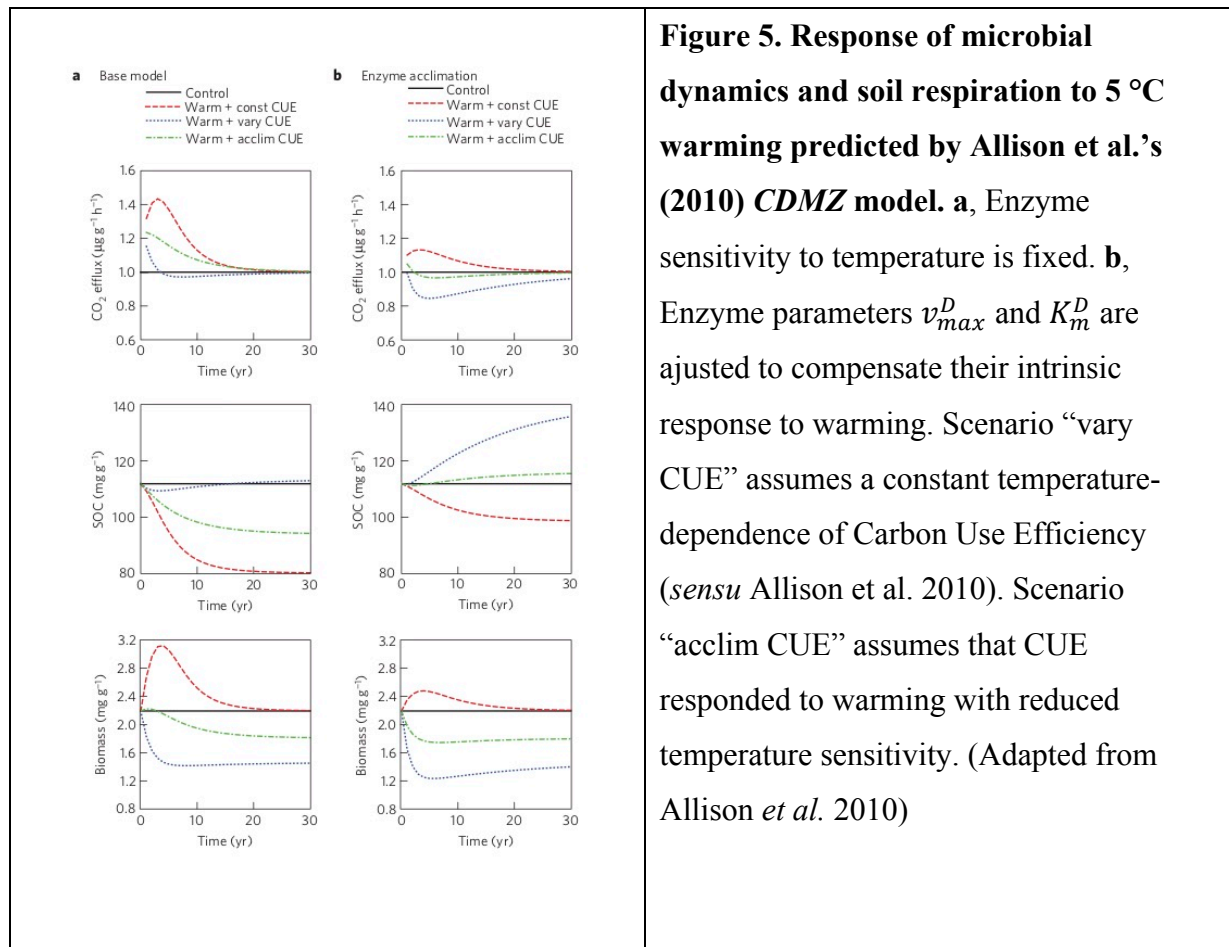 a Base model
Control
Warm + const CUE
Warm + vary CUE
Warm + acclim CUE
1.6
1.4
1.2
1.0
0.8
0.6
CO₂ efflux (µg g⁻¹ h⁻¹)
0 10 20 30
Time (yr)
140
120
100
80
SOC (mg g⁻¹)
0 10 20 30
Time (yr)
3.2
2.8
2.4
2.0
1.6
1.2
0.8
Biomass (mg g⁻¹)
0 10 20 30
Time (yr)
b Enzyme acclimation
Control
Warm + const CUE
Warm + vary CUE
Warm + acclim CUE
1.6
1.4
1.2
1.0
0.8
0.6
CO₂ efflux (µg g⁻¹ h⁻¹)
0 10 20 30
Time (yr)
140
120
100
80
SOC (mg g⁻¹)
0 10 20 30
Time (yr)
3.2
2.8
2.4
2.0
1.6
1.2
0.8
Biomass (mg g⁻¹)
0 10 20 30
Time (yr)
Figure 5. Response of microbial
dynamics and soil respiration to 5 °C
warming predicted by Allison et al.’s
(2010) CDMZ model. a, Enzyme
sensitivity to temperature is fixed. b,
Enzyme parameters v_{max}^{D} and K_{m}^{D} are
ajusted to compensate their intrinsic
response to warming. Scenario “vary
CUE” assumes a constant temperature-
dependence of Carbon Use Efficiency
(sensu Allison et al. 2010). Scenario
“acclim CUE” assumes that CUE
responded to warming with reduced
temperature sensitivity. (Adapted from
Allison et al. 2010)